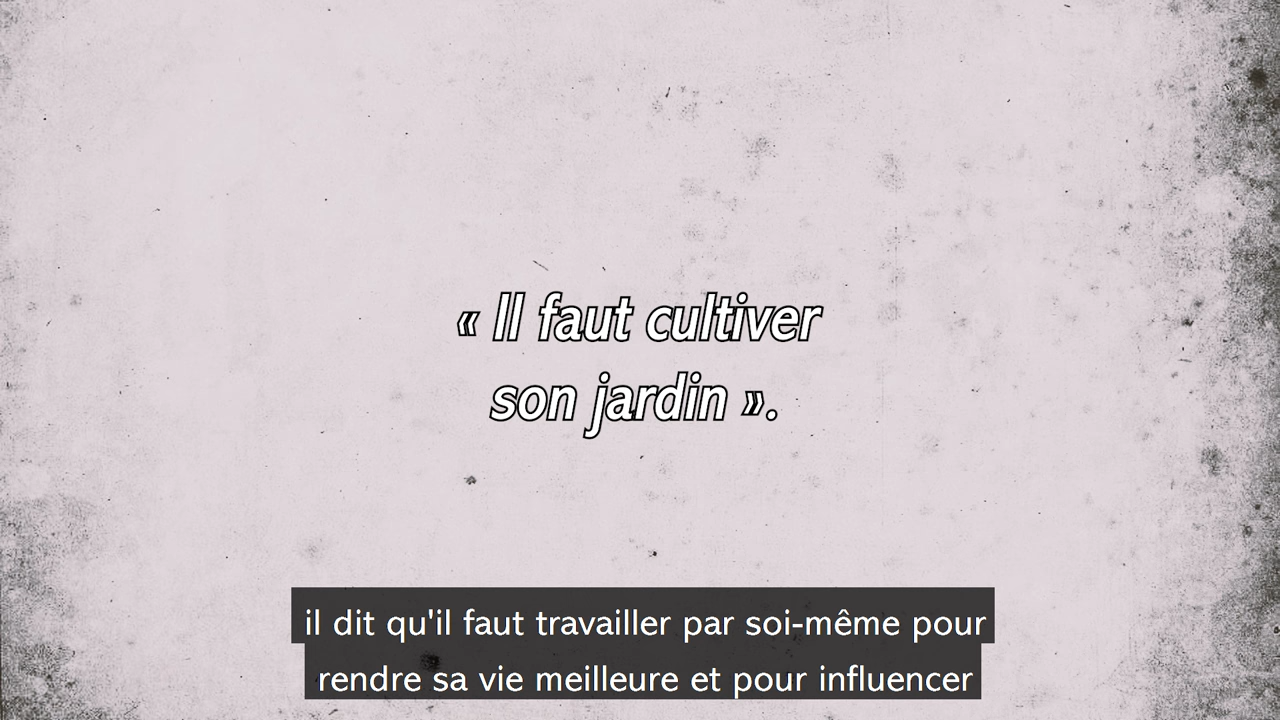 « Il faut cultiver
son jardin ».
il dit qu'il faut travailler par soi-même pour
rendre sa vie meilleure et pour influencer